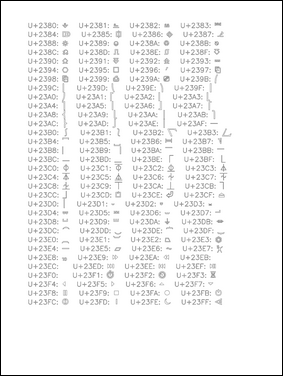 U+2380: U+2381: U+2382: U+2383:
U+2384: U+2385: U+2386: U+2387:
U+2388: U+2389: U+238A: U+238B:
U+238C: U+238D: U+238E: U+238F:
U+2390: U+2391: U+2392: U+2393:
U+2394: U+2395: U+2396: U+2397:
U+2398: U+2399: U+239A: U+239B:
U+239C: U+239D: U+239E: U+239F:
U+23A0: U+23A1: U+23A2: U+23A3:
U+23A4: U+23A5: U+23A6: U+23A7:
U+23A8: U+23A9: U+23AA: U+23AB:
U+23AC: U+23AD: U+23AE: U+23AF:
U+23B0: U+23B1: U+23B2: U+23B3:
U+23B4: U+23B5: U+23B6: U+23B7:
U+23B8: U+23B9: U+23BA: U+23BB:
U+23BC: U+23BD: U+23BE: U+23BF:
U+23C0: U+23C1: U+23C2: U+23C3:
U+23C4: U+23C5: U+23C6: U+23C7:
U+23C8: U+23C9: U+23CA: U+23CB:
U+23CC: U+23CD: U+23CE: U+23CF:
U+23D0: U+23D1: U+23D2: U+23D3:
U+23D4: U+23D5: U+23D6: U+23D7:
U+23D8: U+23D9: U+23DA: U+23DB:
U+23DC: U+23DD: U+23DE: U+23DF:
U+23E0: U+23E1: U+23E2: U+23E3:
U+23E4: U+23E5: U+23E6: U+23E7:
U+23E8: U+23E9: U+23EA: U+23EB:
U+23EC: U+23ED: U+23EE: U+23EF:
U+23F0: U+23F1: U+23F2: U+23F3:
U+23F4: U+23F5: U+23F6: U+23F7:
U+23F8: U+23F9: U+23FA: U+23FB:
U+23FC: U+23FD: U+23FE: U+23FF: